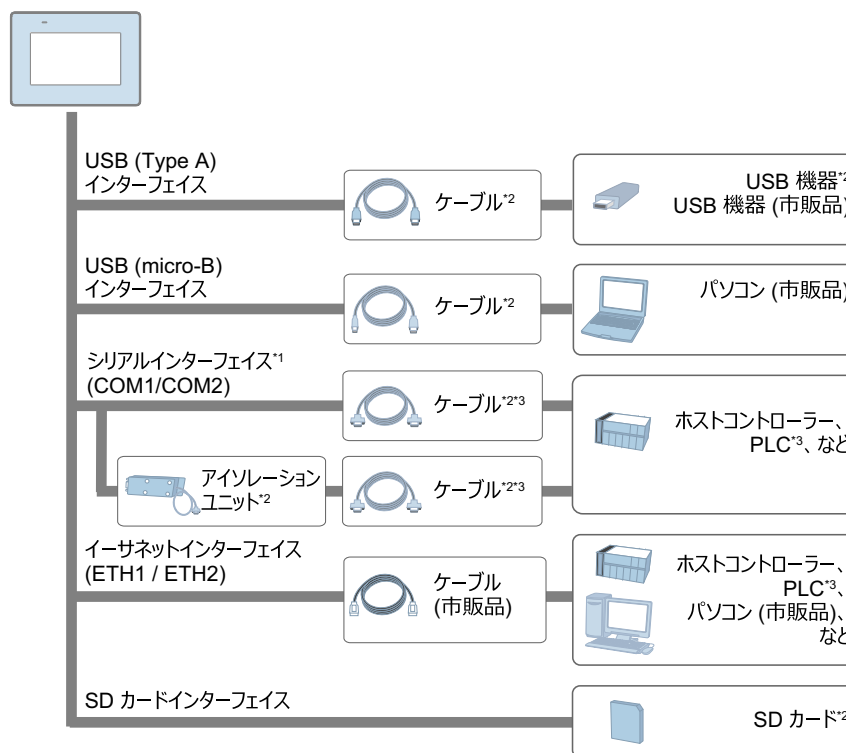 USB (Type A)
インターフェイス
ケーブル*2
USB 機器*2
USB 機器 (市販品)
USB (micro-B)
インターフェイス
ケーブル*2
パソコン (市販品)
シリアルインターフェイス*1
(COM1/COM2)
ケーブル*2*3
ホストコントローラー、
PLC*3、など
アイソレーション
ユニット*2
ケーブル*2*3
イーサネットインターフェイス
(ETH1 / ETH2)
ケーブル
(市販品)
ホストコントローラー、
PLC*3、
パソコン (市販品)、
など
SD カードインターフェイス
SD カード*2